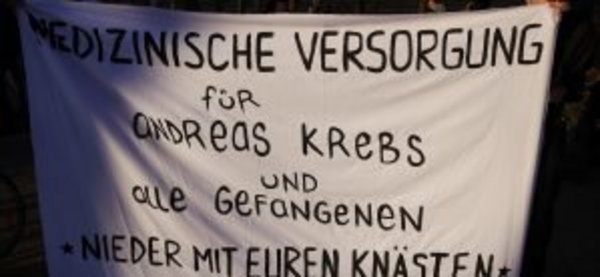 MEDIZINISCHE VERSORGUNG
füR
aNDReas KRebs
UND
alle GefaNGeNeN
* NIEDER MIT EUREN KNÄSTEN *